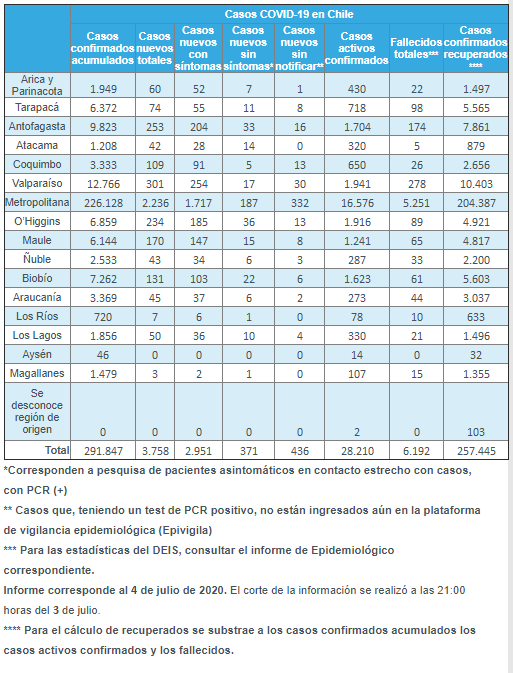 Casos COVID-19 en Chile
Casos confirmados acumulados Casos nuevos totales Casos nuevos con síntomas Casos nuevos sin síntomas* Casos nuevos sin notificar** Casos activos confirmados Fallecidos totales*** Casos confirmados recuperados ****
Arica y Parinacota 1.949 60 52 7 1 430 22 1.497
Tarapacá 6.372 74 55 11 8 718 98 5.565
Antofagasta 9.823 253 204 33 16 1.704 174 7.861
Atacama 1.208 42 28 14 0 320 5 879
Coquimbo 3.333 109 91 5 13 650 26 2.656
Valparaíso 12.766 301 254 17 30 1.941 278 10.403
Metropolitana 226.128 2.236 1.717 187 332 16.576 5.251 204.387
O'Higgins 6.859 234 185 36 13 1.916 89 4.921
Maule 6.144 170 147 15 8 1.241 65 4.817
Ñuble 2.533 43 34 6 3 287 33 2.200
Biobío 7.262 131 103 22 6 1.623 61 5.603
Araucanía 3.369 45 37 6 2 273 44 3.037
Los Ríos 720 7 6 1 0 78 10 633
Los Lagos 1.856 50 36 10 4 330 21 1.496
Aysén 46 0 0 0 0 14 0 32
Magallanes 1.479 3 2 1 0 107 15 1.355
Se desconoce región de origen 0 0 0 0 0 2 0 103
Total 291.847 3.758 2.951 371 436 28.210 6.192 257.445
*Corresponden a pesquisa de pacientes asintomáticos en contacto estrecho con casos,
con PCR (+)
** Casos que, teniendo un test de PCR positivo, no están ingresados aún en la plataforma
de vigilancia epidemiológica (Epivigila)
*** Para las estadísticas del DEIS, consultar el informe de Epidemiológico
correspondiente.
Informe corresponde al 4 de julio de 2020. El corte de la información se realizó a las 21:00
horas del 3 de julio.
**** Para el cálculo de recuperados se substrae a los casos confirmados acumulados los
casos activos confirmados y los fallecidos.